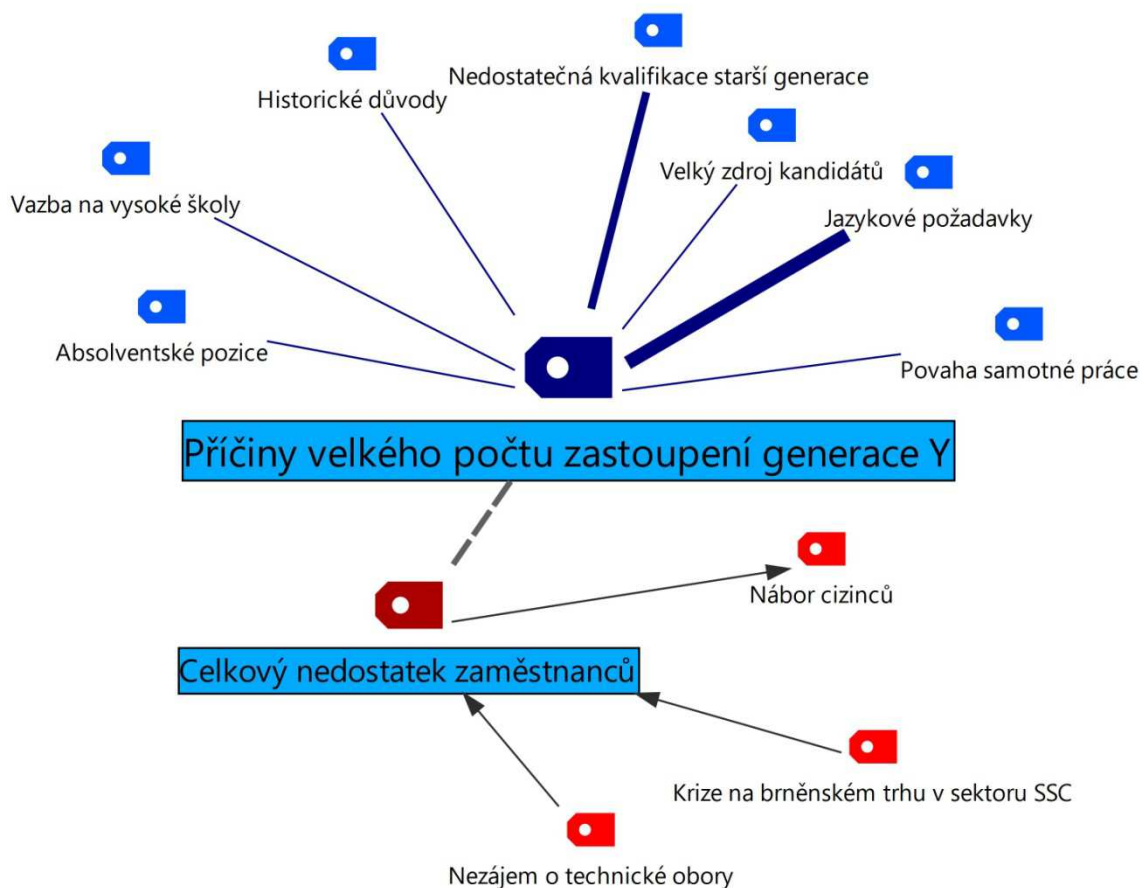 Nedostatečná kvalifikace starší generace
Historické důvody
Velký zdroj kandidátů
Vazba na vysoké školy
Jazykové požadavky
Absolventské pozice
Povaha samotné práce
Příčiny velkého počtu zastoupení generace Y
Nábor cizinců
Celkový nedostatek zaměstnanců
Krize na brněnském trhu v sektoru SSC
Nezájem o technické obory